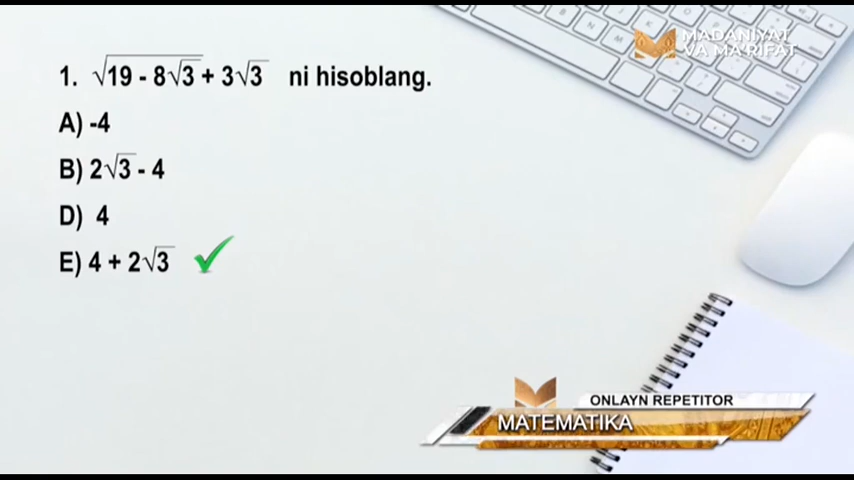 MADANIYAT
VA MA'RIFAT
1. √19 - 8√3 + 3√3 ni hisoblang.
A) -4
B) 2√3 - 4
D) 4
E) 4 + 2√3
ONLAYN REPETITOR
MATEMATIKA